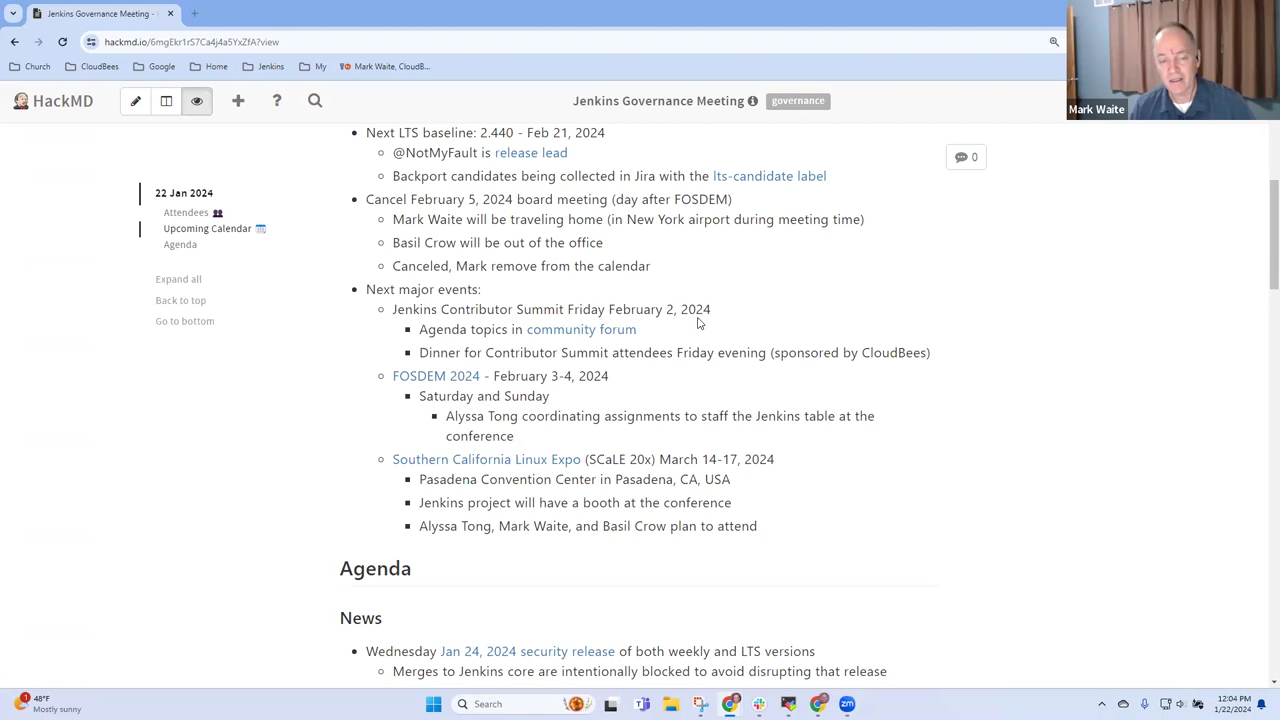 Jenkins Governance Meeting -
hackmd.io/6mgEkr1rS7Ca4j4a5YxZfA?view
Church
CloudBees
Google
Home
Jenkins
My
Mark Waite, CloudB...
HackMD
Jenkins Governance Meeting
governance
Mark Waite
0
22 Jan 2024
Attendees
Upcoming Calendar
Agenda
Expand all
Back to top
Go to bottom
Next LTS baseline: 2.440 - Feb 21, 2024
@NotMyFault is release lead
Backport candidates being collected in Jira with the lts-candidate label
Cancel February 5, 2024 board meeting (day after FOSDEM)
Mark Waite will be traveling home (in New York airport during meeting time)
Basil Crow will be out of the office
Canceled, Mark remove from the calendar
Next major events:
Jenkins Contributor Summit Friday February 2, 2024
Agenda topics in community forum
Dinner for Contributor Summit attendees Friday evening (sponsored by CloudBees)
FOSDEM 2024 - February 3-4, 2024
Saturday and Sunday
Alyssa Tong coordinating assignments to staff the Jenkins table at the
conference
Southern California Linux Expo (SCaLE 20x) March 14-17, 2024
Pasadena Convention Center in Pasadena, CA, USA
Jenkins project will have a booth at the conference
Alyssa Tong, Mark Waite, and Basil Crow plan to attend
Agenda
News
Wednesday Jan 24, 2024 security release of both weekly and LTS versions
Merges to Jenkins core are intentionally blocked to avoid disrupting that release
1
48°F
Mostly sunny
Search
zm
12:04 PM
1/22/2024